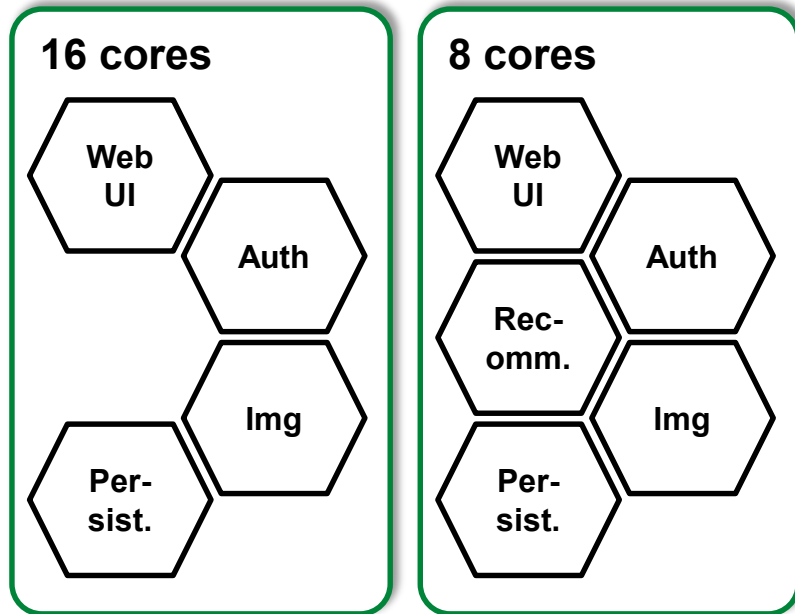 16 cores
Web
UI
Auth
Img
Per-
sist.
8 cores
Web
UI
Auth
Rec-
omm.
Img
Per-
sist.